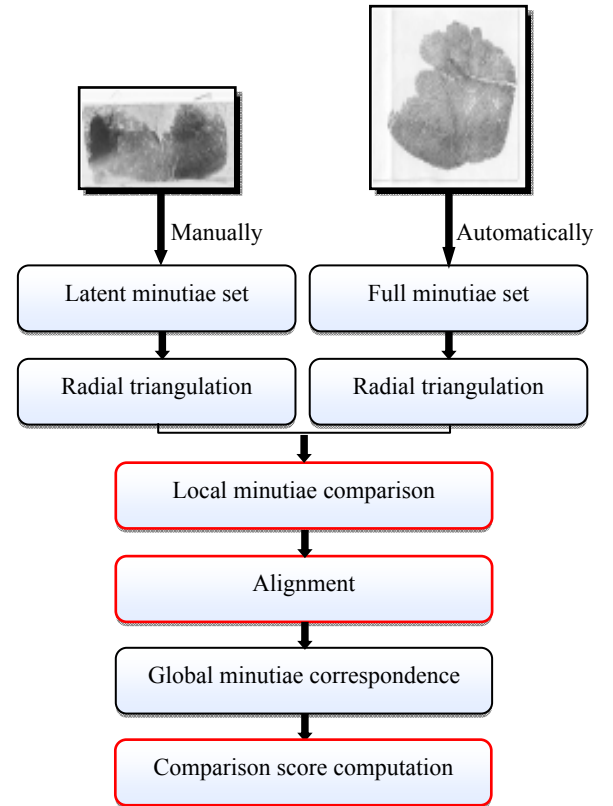 Manually
Automatically
Latent minutiae set
Full minutiae set
Radial triangulation
Radial triangulation
Local minutiae comparison
Alignment
Global minutiae correspondence
Comparison score computation